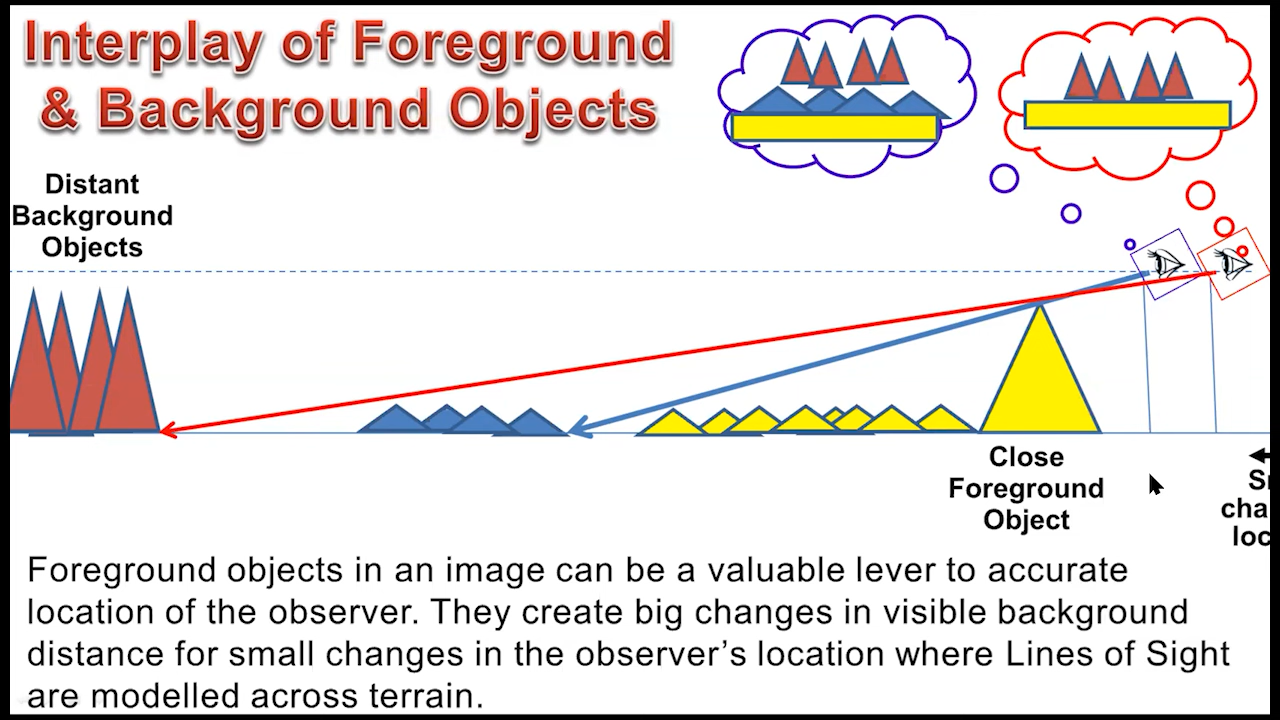 Interplay of Foreground
& Background Objects
Distant
Background
Objects
Close
Foreground
Object
Foreground objects in an image can be a valuable lever to accurate
location of the observer. They create big changes in visible background
distance for small changes in the observer’s location where Lines of Sight
are modelled across terrain.